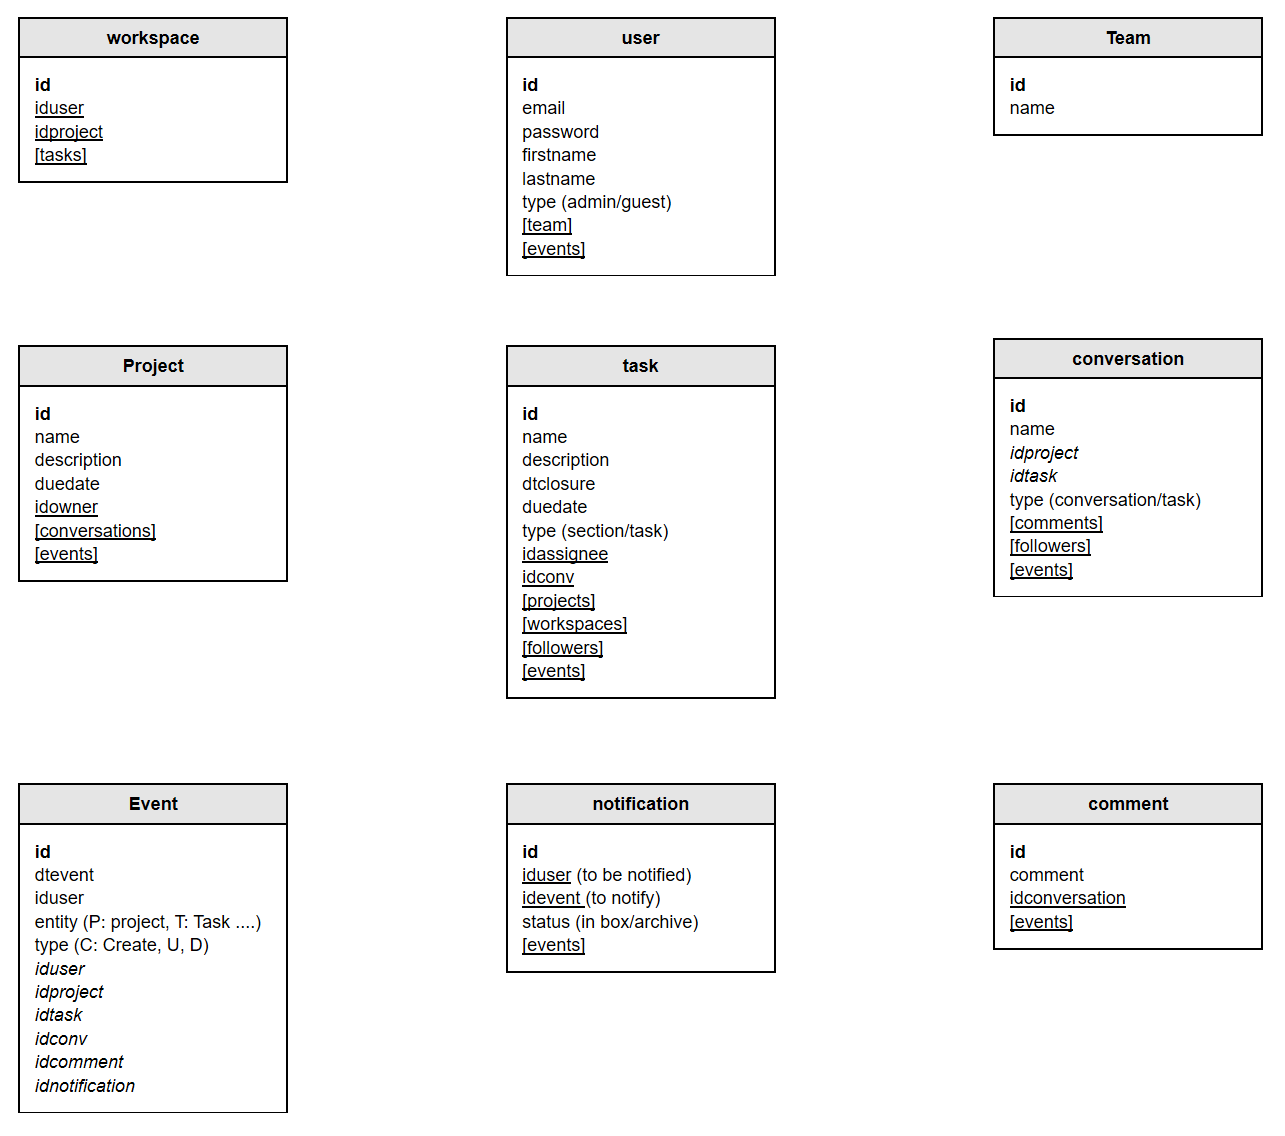 workspace
id
iduser
idproject
[tasks]
user
id
email
password
firstname
lastname
type (admin/guest)
[team]
[events]
Team
id
name
Project
id
name
description
duedate
idowner
[conversations]
[events]
task
id
name
description
dtclosure
duedate
type (section/task)
idassignee
idconv
[projects]
[workspaces]
[followers]
[events]
conversation
id
name
idproject
idtask
type (conversation/task)
[comments]
[followers]
[events]
Event
id
dtevent
iduser
entity (P: project, T: Task ....)
type (C: Create, U, D)
iduser
idproject
idtask
idconv
idcomment
idnotification
notification
id
iduser (to be notified)
idevent (to notify)
status (in box/archive)
[events]
comment
id
comment
idconversation
[events]